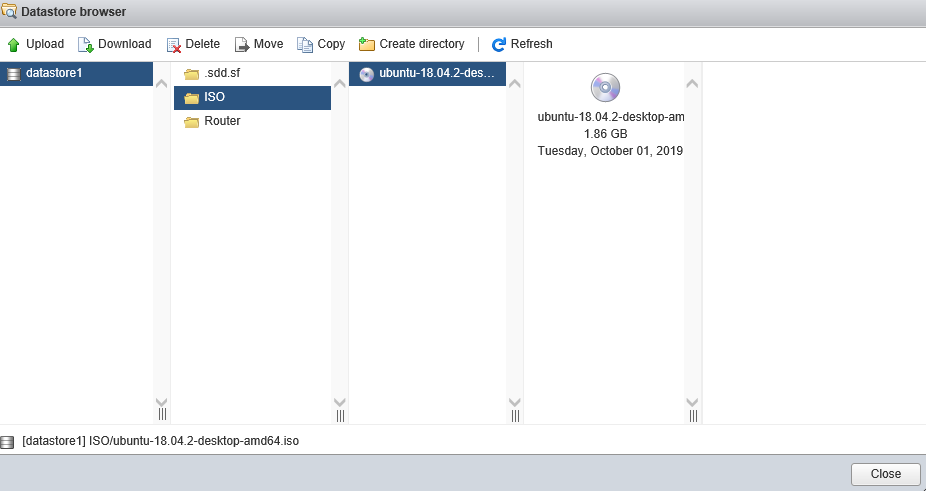 Datastore browser
Upload Download Delete Move Copy Create directory | Refresh
datastore1
.sdd.sf
ISO
Router
ubuntu-18.04.2-des...
ubuntu-18.04.2-desktop-am
1.86 GB
Tuesday, October 01, 2019
[datastore1] ISO/ubuntu-18.04.2-desktop-amd64.iso
Close